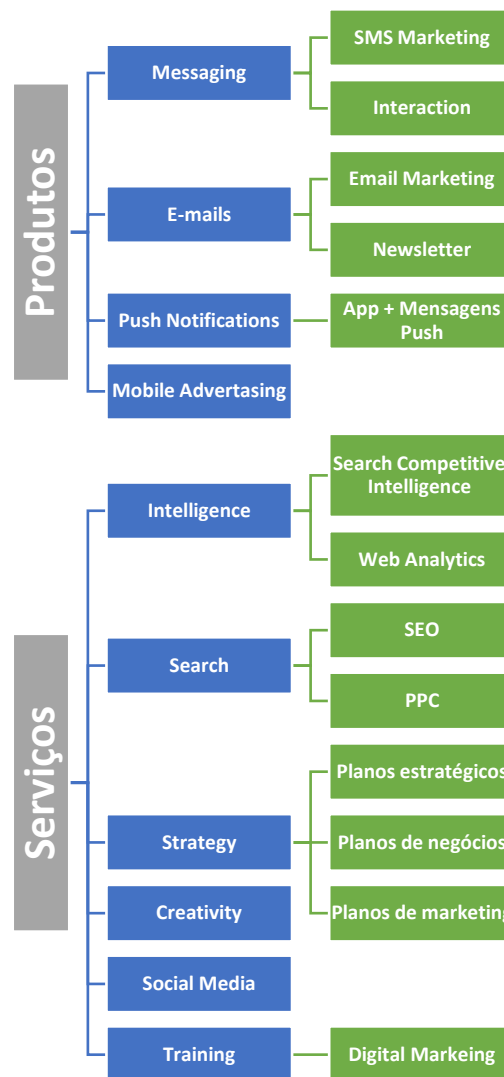 Produtos
Messaging
SMS Marketing
Interaction
E-mails
Email Marketing
Newsletter
Push Notifications
App + Mensagens
Push
Mobile Advertasing
Serviços
Intelligence
Search Competitive
Intelligence
Web Analytics
Search
SEO
PPC
Strategy
Planos estratégicos
Planos de negócios
Planos de marketing
Creativity
Social Media
Training
Digital Markeing